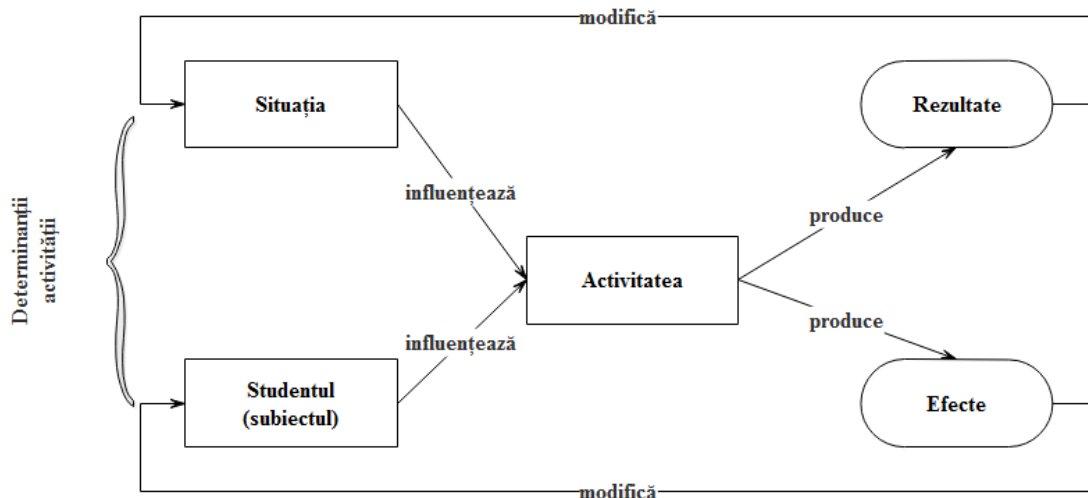 modifică
Situația
Rezultate
influențează
produce
Determinanții
activității
Activitatea
influențează
produce
Studentul
(subiectul)
Efecte
modifică